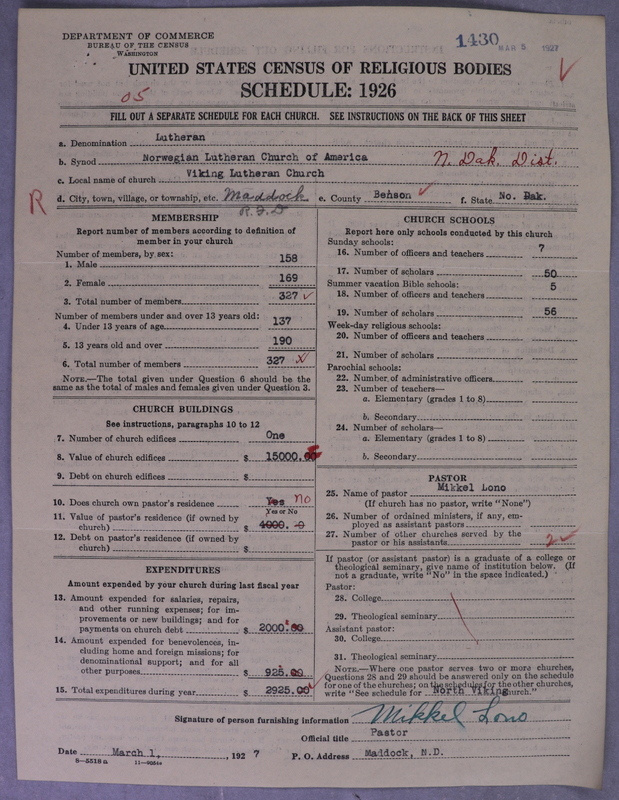 DEPARTMENT OF COMMERCE
BUREAU OF THE CENSUS
WASHINGTON
1430 MAR 5 1927
UNITED STATES CENSUS OF RELIGIOUS BODIES
05
SCHEDULE: 1926
FILL OUT A SEPARATE SCHEDULE FOR EACH CHURCH. SEE INSTRUCTIONS ON THE BACK OF THIS SHEET
a. Denomination Lutheran
b. Synod Norwegian Lutheran Church of America N. Dak. Dist.
c. Local name of church Viking Lutheran Church
R d. City, town, village, or township, etc. Maddock e. County Benson f. State No. Dak.
R.F.D
MEMBERSHIP
Report number of members according to definition of
member in your church
Number of members, by sex:
1. Male 158
2. Female 169
3. Total number of members 327
Number of members under and over 13 years old:
4. Under 13 years of age 137
5. 13 years old and over 190
6. Total number of members 327
NOTE.—The total given under Question 6 should be the
same as the total of males and females given under Question 3.
CHURCH BUILDINGS
See instructions, paragraphs 10 to 12
7. Number of church edifices One
8. Value of church edifices $ 15000.00
9. Debt on church edifices $
10. Does church own pastor's residence Yes no
Yes or No
11. Value of pastor's residence (if owned by
church) $ 4000. 0
12. Debt on pastor's residence (if owned by
church) $
EXPENDITURES
Amount expended by your church during last fiscal year
13. Amount expended for salaries, repairs,
and other running expenses; for im-
provements or new buildings; and for
payments on church debt $ 2000.00
14. Amount expended for benevolences, in-
cluding home and foreign missions; for
denominational support; and for all
other purposes $ 925.00
15. Total expenditures during year $ 2925.00
CHURCH SCHOOLS
Report here only schools conducted by this church
Sunday schools:
16. Number of officers and teachers 7
17. Number of scholars 50
Summer vacation Bible schools:
18. Number of officers and teachers 5
19. Number of scholars 56
Week-day religious schools:
20. Number of officers and teachers
21. Number of scholars
Parochial schools:
22. Number of administrative officers
23. Number of teachers—
a. Elementary (grades 1 to 8)
b. Secondary
24. Number of scholars—
a. Elementary (grades 1 to 8)
b. Secondary
PASTOR
25. Name of pastor Mikkel Lono
(If church has no pastor, write "None")
26. Number of ordained ministers, if any, em-
ployed as assistant pastors
27. Number of other churches served by the
pastor or his assistants 2
If pastor (or assistant pastor) is a graduate of a college or
theological seminary, give name of institution below. (If
not a graduate, write "No" in the space indicated.)
Pastor:
28. College
29. Theological seminary
Assistant pastor:
30. College
31. Theological seminary
NOTE.—Where one pastor serves two or more churches,
Questions 28 and 29 should be answered only on the schedule
for one of the churches; on the schedules for the other churches,
write "See schedule for North Viking church."
Signature of person furnishing information Mikkel Lono
Official title Pastor
Date March 1, 1927 P. O. Address Maddock, N.D.
8—5518a 11—9054a